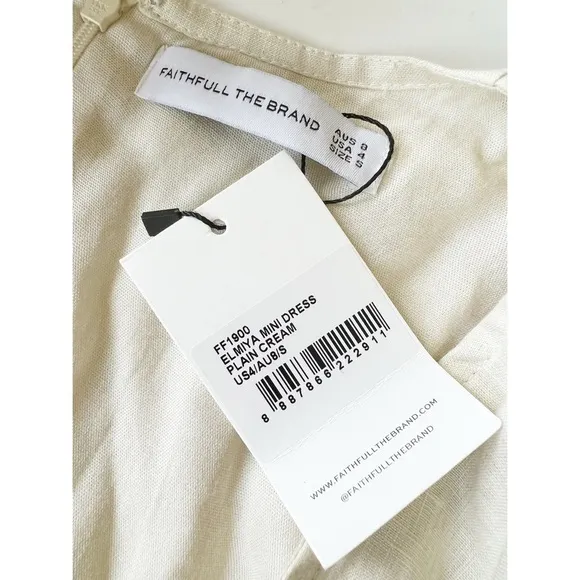 FAITHFULL THE BRAND
AUS 8
USA 4
SIZE S
FF1900
ELMIYA MINI DRESS
PLAIN CREAM
US4/AU8/S
8 887866 222911
WWW.FAITHFULLTHEBRAND.COM
@FAITHFULLTHEBRAND